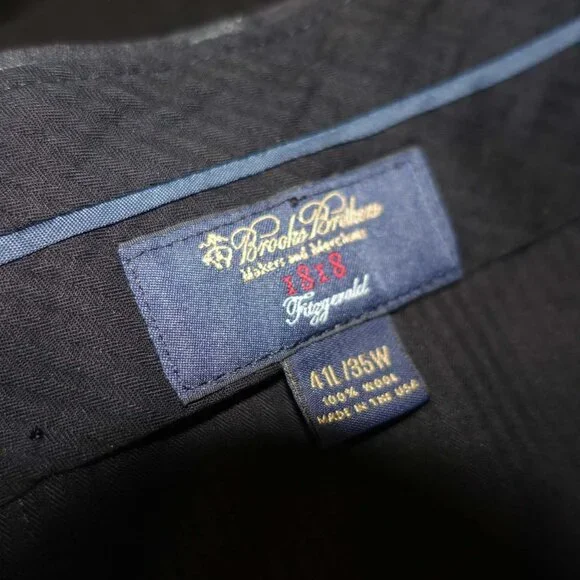 Brooks Brothers
Makers and Merchants
1818
Fitzgerald
41L/35W
100% WOOL
MADE IN THE USA